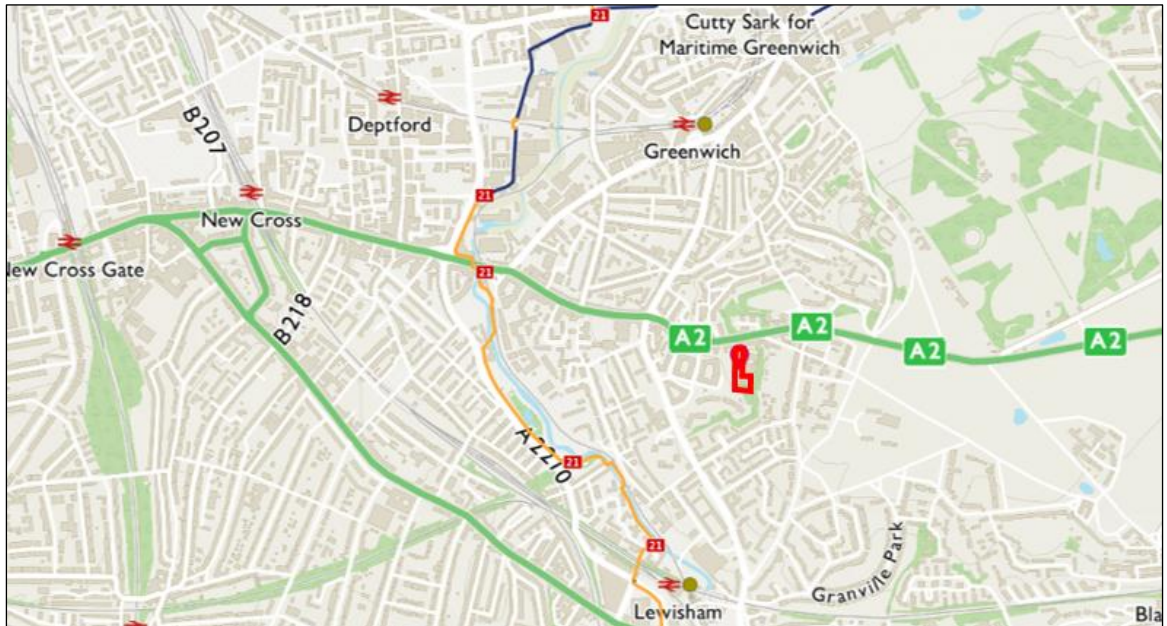 21
Cutty Sark for
Maritime Greenwich
B207
Deptford
Greenwich
21
New Cross
New Cross Gate
21
B218
A2
A2
A2
A2
A2210
21
21
Granville Park
Lewisham
Bla